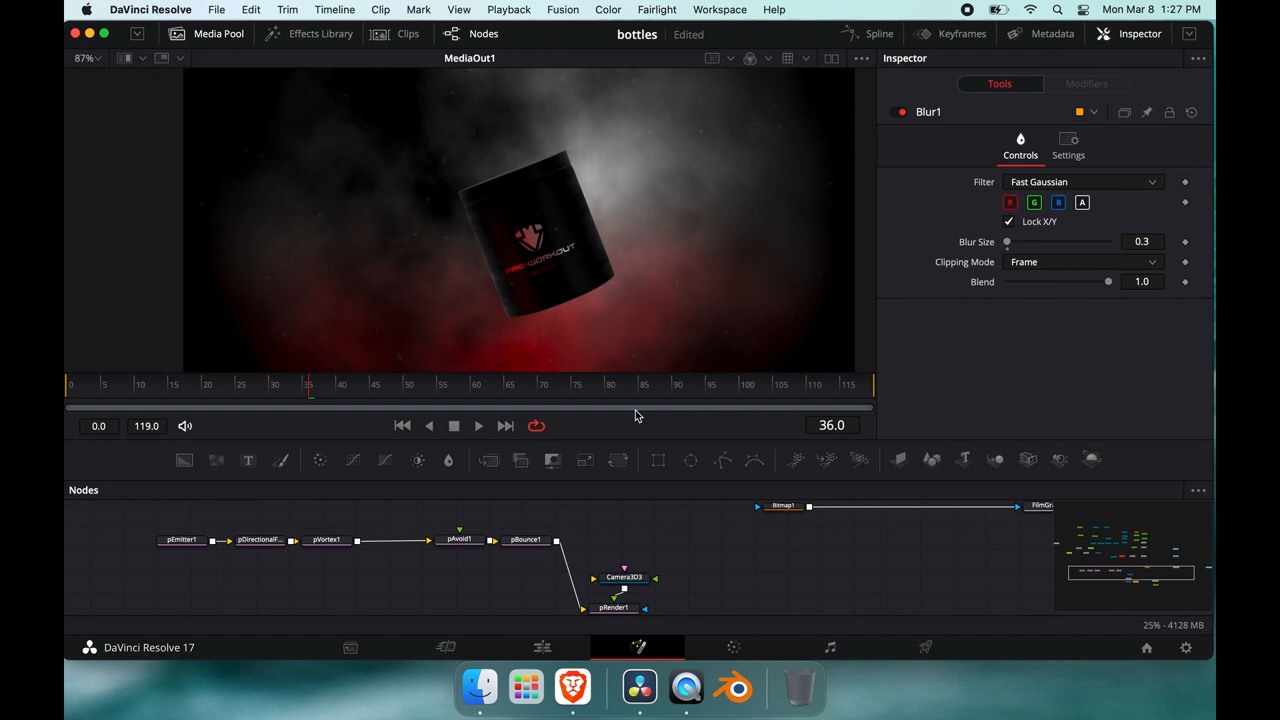 DaVinci Resolve File Edit Trim Timeline Clip Mark View Playback Fusion Color Fairlight Workspace Help Mon Mar 8 1:27 PM
Media Pool Effects Library Clips Nodes bottles Edited Spline Keyframes Metadata Inspector
87% MediaOut1 Inspector
Tools Modifiers
Blur1
Controls Settings
Filter Fast Gaussian
R G B A
Lock X/Y
Blur Size 0.3
Clipping Mode Frame
Blend 1.0
PRE-WORKOUT
0 5 10 15 20 25 30 35 40 45 50 55 60 65 70 75 80 85 90 95 100 105 110 115
0.0 119.0 36.0
T T
Nodes
Bitmap1 FilmGr
pEmitter1 pDirectionalF... pVortex1 pAvoid1 pBounce1
Camera3D3
pRender1
25% - 4128 MB
DaVinci Resolve 17